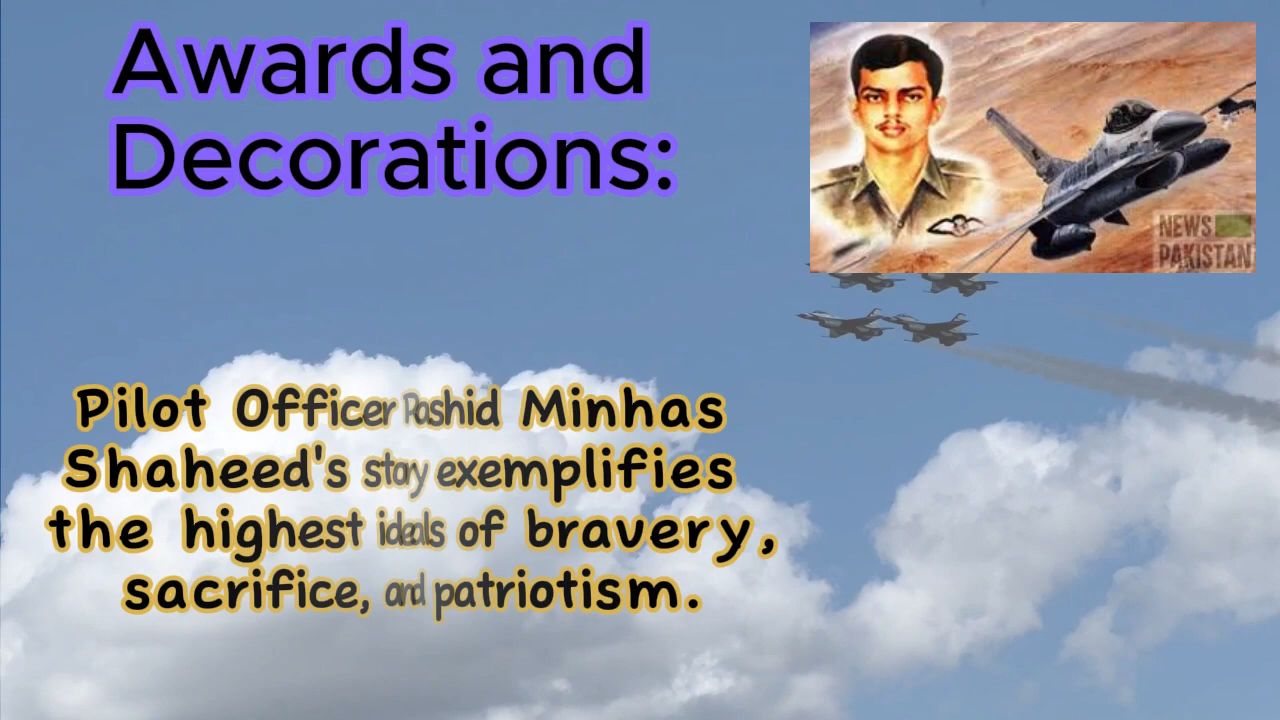 Awards and
Decorations:
NEWS
PAKISTAN
Pilot Officer Rashid Minhas
Shaheed's story exemplifies
the highest ideals of bravery,
sacrifice, and patriotism.